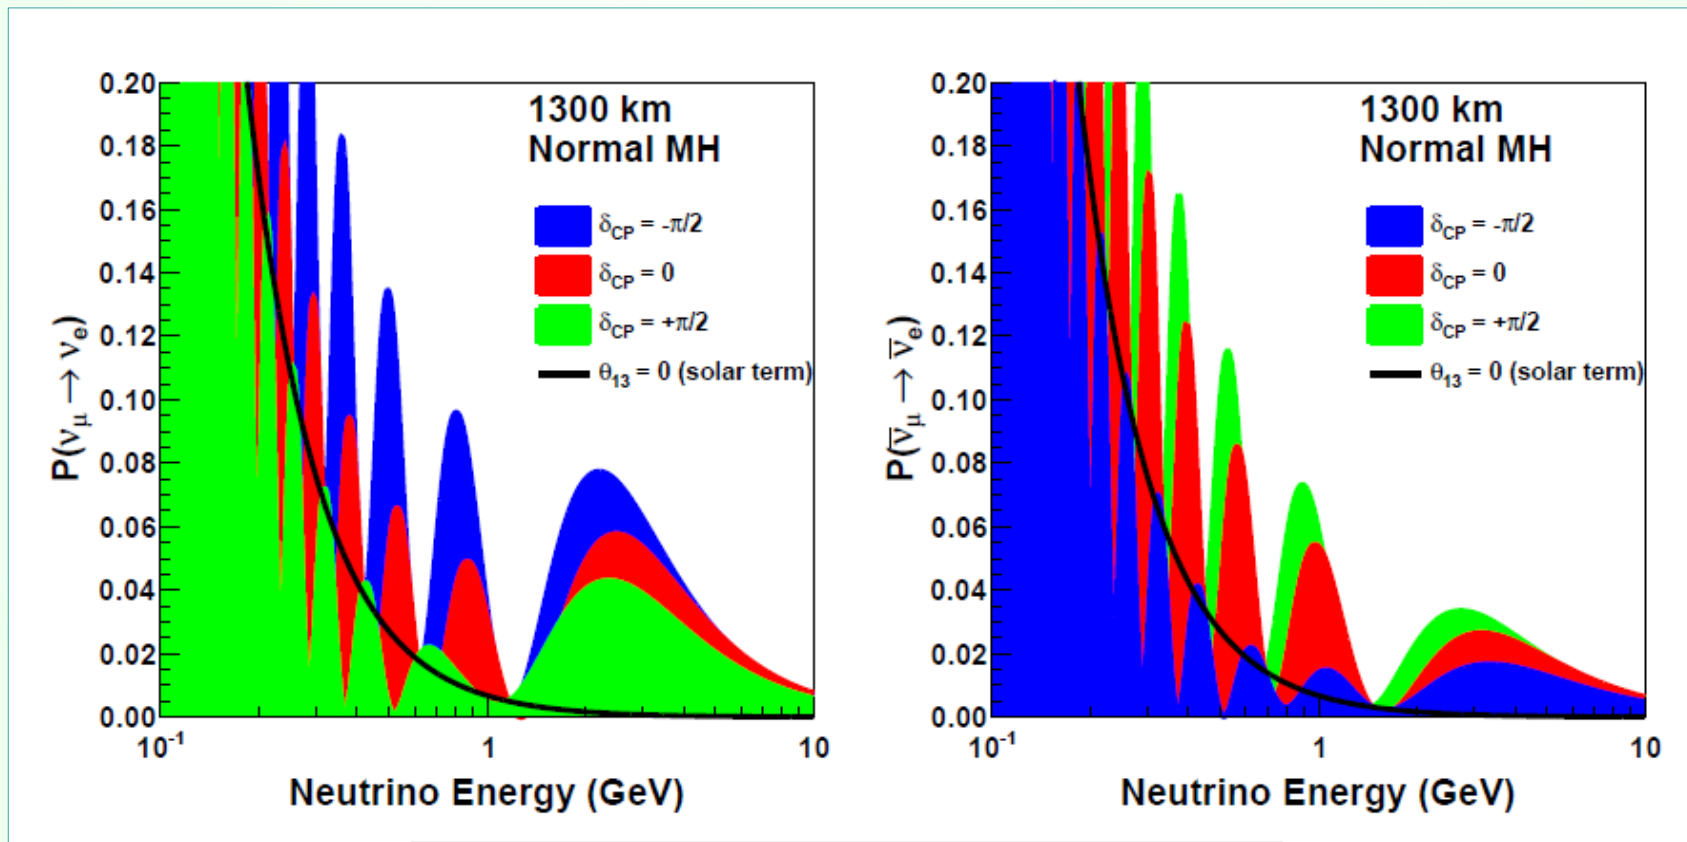 0.20
0.18
0.16
0.14
0.12
0.10
0.08
0.06
0.04
0.02
0.00
P(νμ → νe)
1300 km
Normal MH
δCP = -π/2
δCP = 0
δCP = +π/2
θ13 = 0 (solar term)
10-1
1
10
Neutrino Energy (GeV)
0.20
0.18
0.16
0.14
0.12
0.10
0.08
0.06
0.04
0.02
0.00
P(ν̄μ → ν̄e)
1300 km
Normal MH
δCP = -π/2
δCP = 0
δCP = +π/2
θ13 = 0 (solar term)
10-1
1
10
Neutrino Energy (GeV)